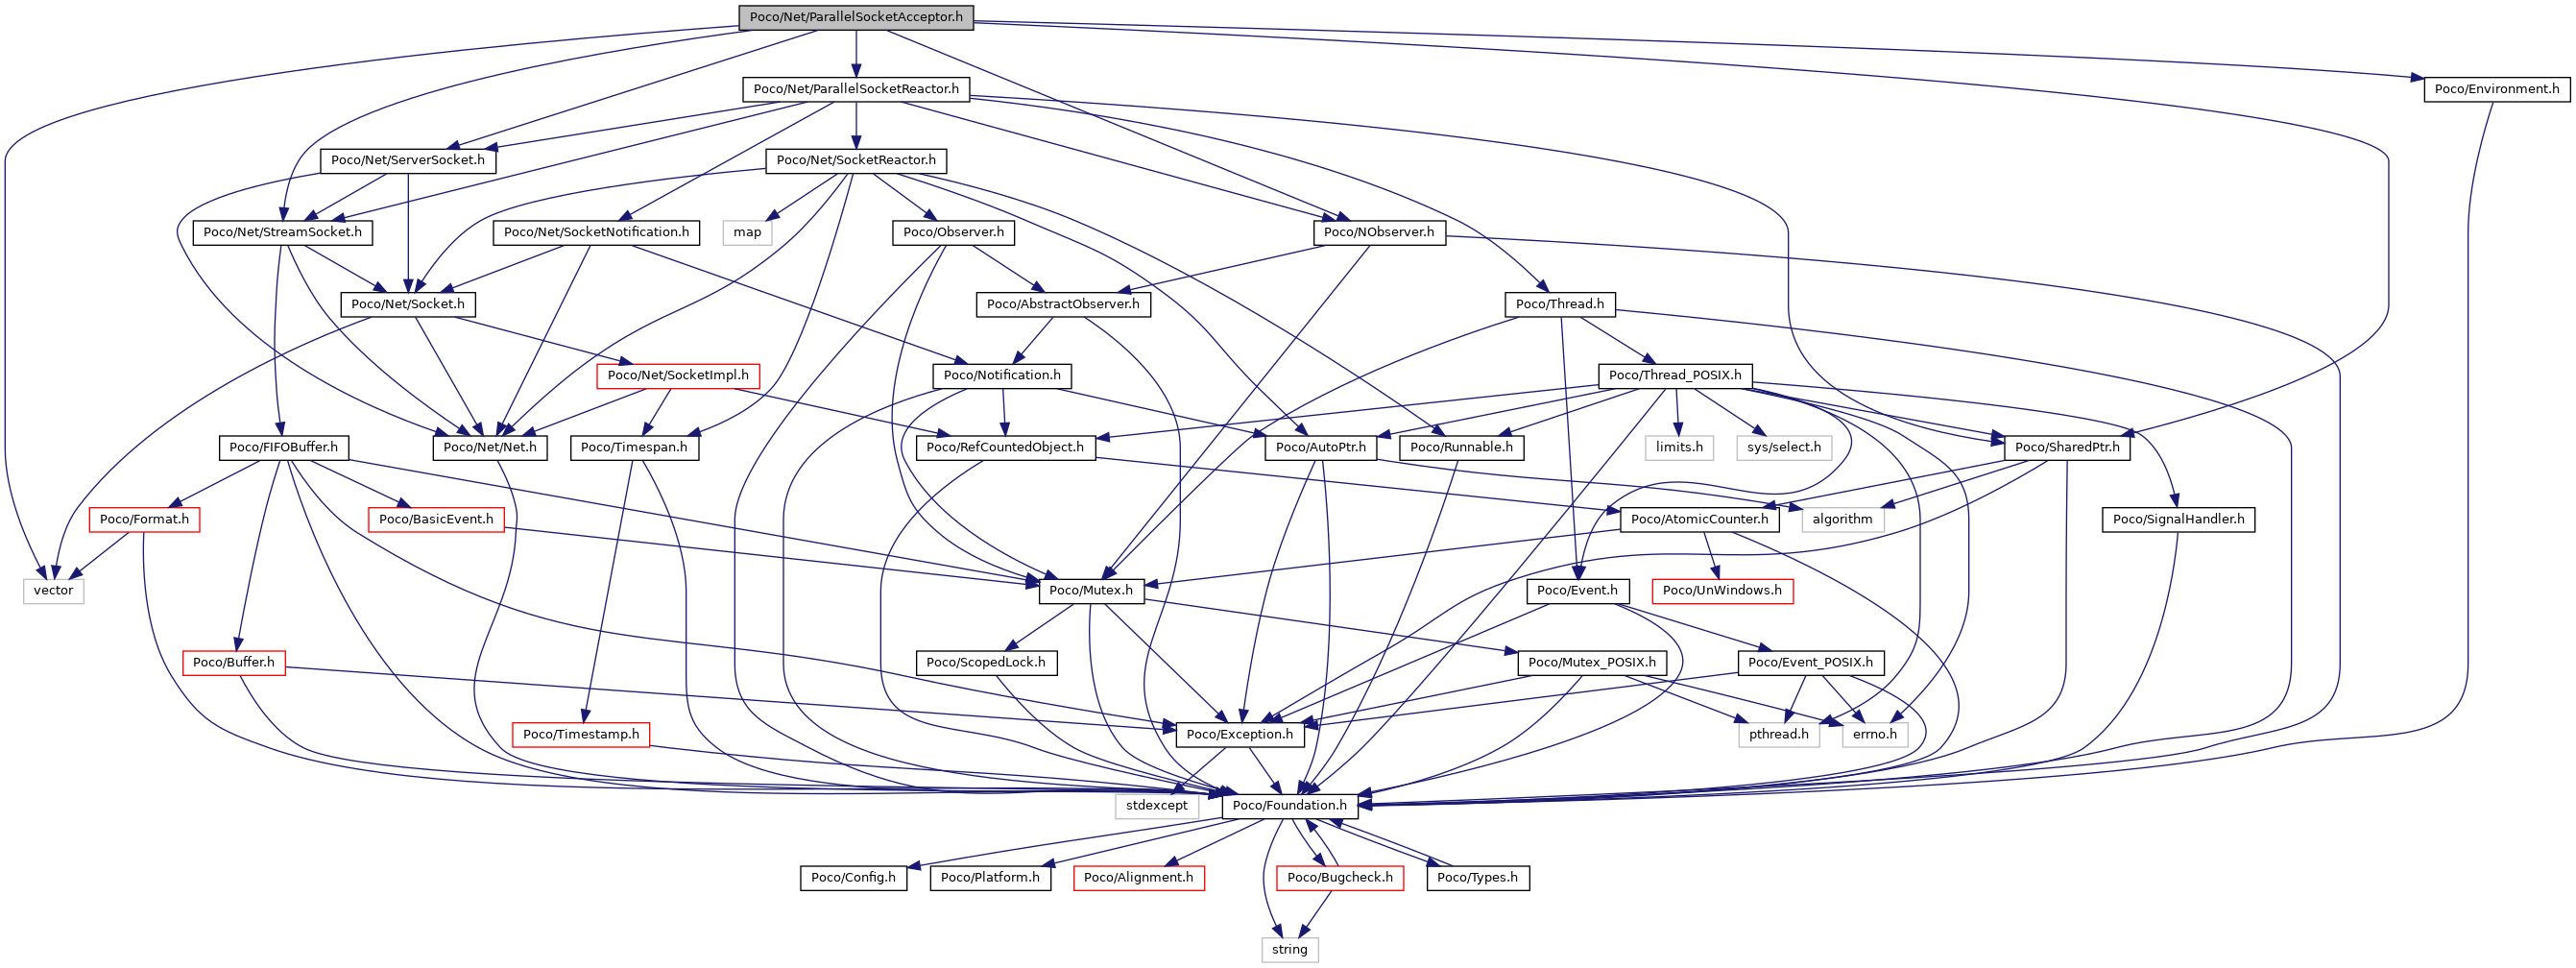 Poco/Net/ParallelSocketAcceptor.h
Poco/Net/ParallelSocketReactor.h
Poco/Environment.h
Poco/Net/ServerSocket.h
Poco/Net/SocketReactor.h
Poco/Net/StreamSocket.h
Poco/Net/SocketNotification.h
map
Poco/Observer.h
Poco/NObserver.h
Poco/Net/Socket.h
Poco/AbstractObserver.h
Poco/Thread.h
Poco/Net/SocketImpl.h
Poco/Notification.h
Poco/Thread_POSIX.h
Poco/FIFOBuffer.h
Poco/Net/Net.h
Poco/Timespan.h
Poco/RefCountedObject.h
Poco/AutoPtr.h
Poco/Runnable.h
limits.h
sys/select.h
Poco/SharedPtr.h
Poco/Format.h
Poco/BasicEvent.h
Poco/AtomicCounter.h
algorithm
Poco/SignalHandler.h
vector
Poco/Mutex.h
Poco/Event.h
Poco/UnWindows.h
Poco/Buffer.h
Poco/ScopedLock.h
Poco/Mutex_POSIX.h
Poco/Event_POSIX.h
Poco/Timestamp.h
Poco/Exception.h
pthread.h
errno.h
stdexcept
Poco/Foundation.h
Poco/Config.h
Poco/Platform.h
Poco/Alignment.h
Poco/Bugcheck.h
Poco/Types.h
string